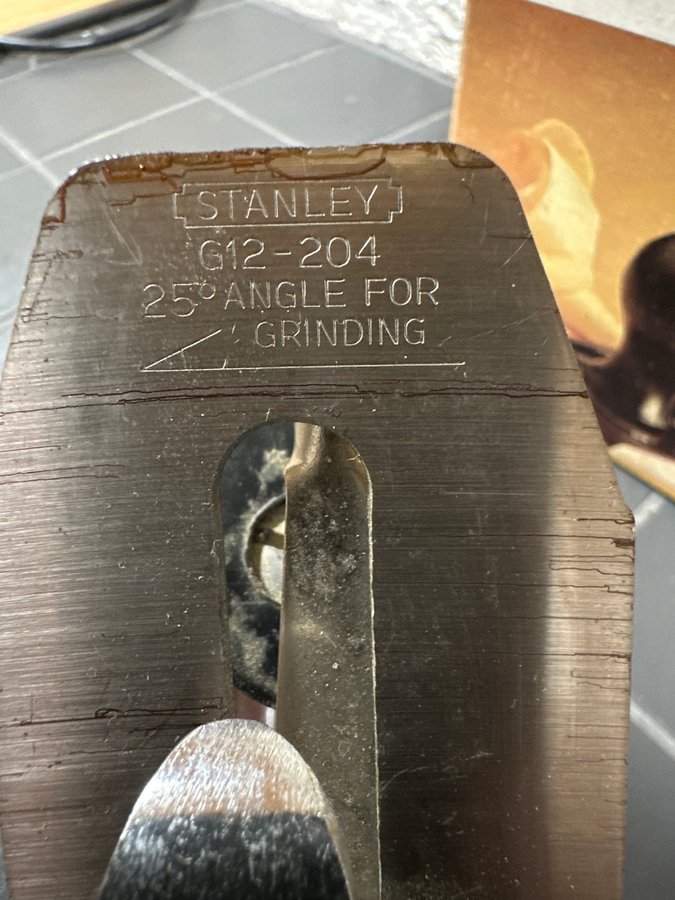 STANLEY
G12-204
25° ANGLE FOR
GRINDING